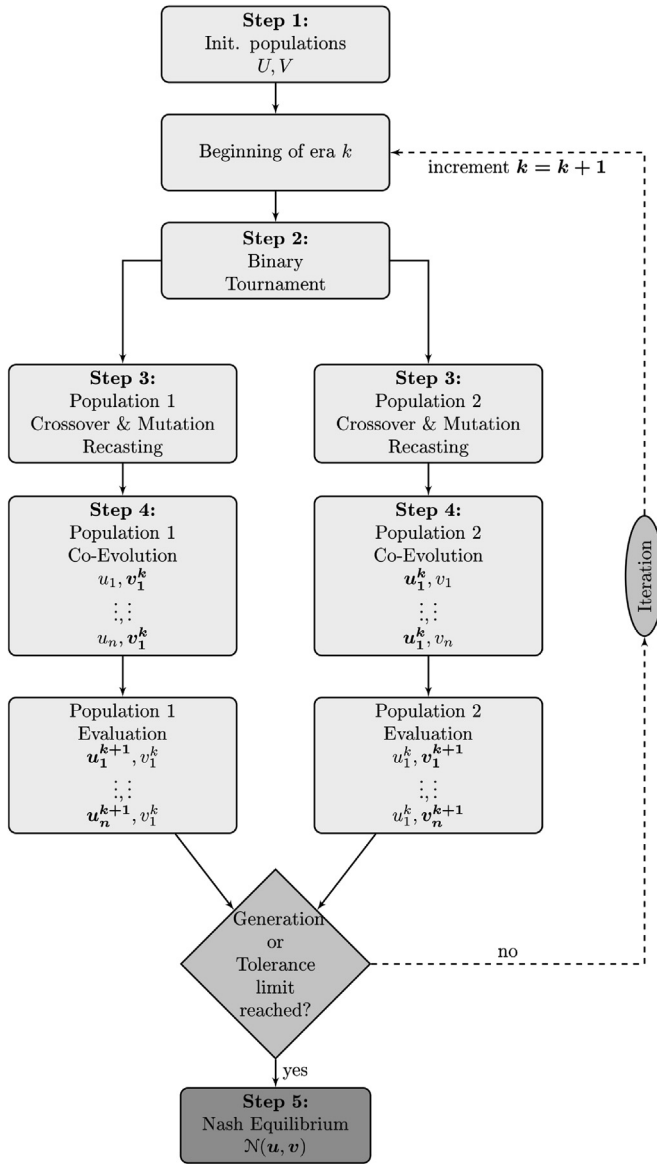 Step 1:
Init. populations
U, V
Beginning of era k
increment k = k + 1
Step 2:
Binary
Tournament
Step 3:
Population 1
Crossover & Mutation
Recasting
Step 3:
Population 2
Crossover & Mutation
Recasting
Step 4:
Population 1
Co-Evolution
u₁, v₁ᵏ
⋮,⋮
uₙ, v₁ᵏ
Step 4:
Population 2
Co-Evolution
u₁ᵏ, v₁
⋮,⋮
u₁ᵏ, vₙ
Iteration
Population 1
Evaluation
u₁ᵏ⁺¹, v₁ᵏ
⋮,⋮
uₙᵏ⁺¹, v₁ᵏ
Population 2
Evaluation
u₁ᵏ, v₁ᵏ⁺¹
⋮,⋮
u₁ᵏ, vₙᵏ⁺¹
Generation
or
Tolerance
limit
reached?
no
yes
Step 5:
Nash Equilibrium
N(u, v)